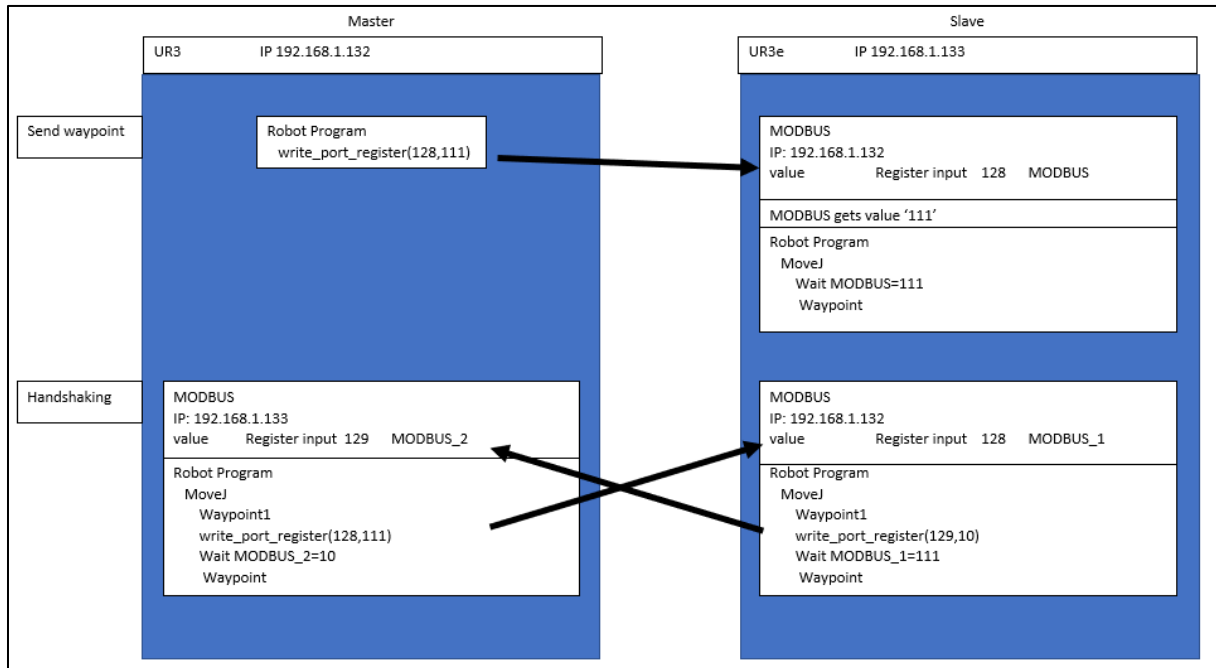 Master
Slave
UR3 IP 192.168.1.132
UR3e IP 192.168.1.133
Send waypoint
Robot Program
write_port_register(128,111)
MODBUS
IP: 192.168.1.132
value Register input 128 MODBUS
MODBUS gets value '111'
Robot Program
MoveJ
Wait MODBUS=111
Waypoint
Handshaking
MODBUS
IP: 192.168.1.133
value Register input 129 MODBUS_2
Robot Program
MoveJ
Waypoint1
write_port_register(128,111)
Wait MODBUS_2=10
Waypoint
MODBUS
IP: 192.168.1.132
value Register input 128 MODBUS_1
Robot Program
MoveJ
Waypoint1
write_port_register(129,10)
Wait MODBUS_1=111
Waypoint